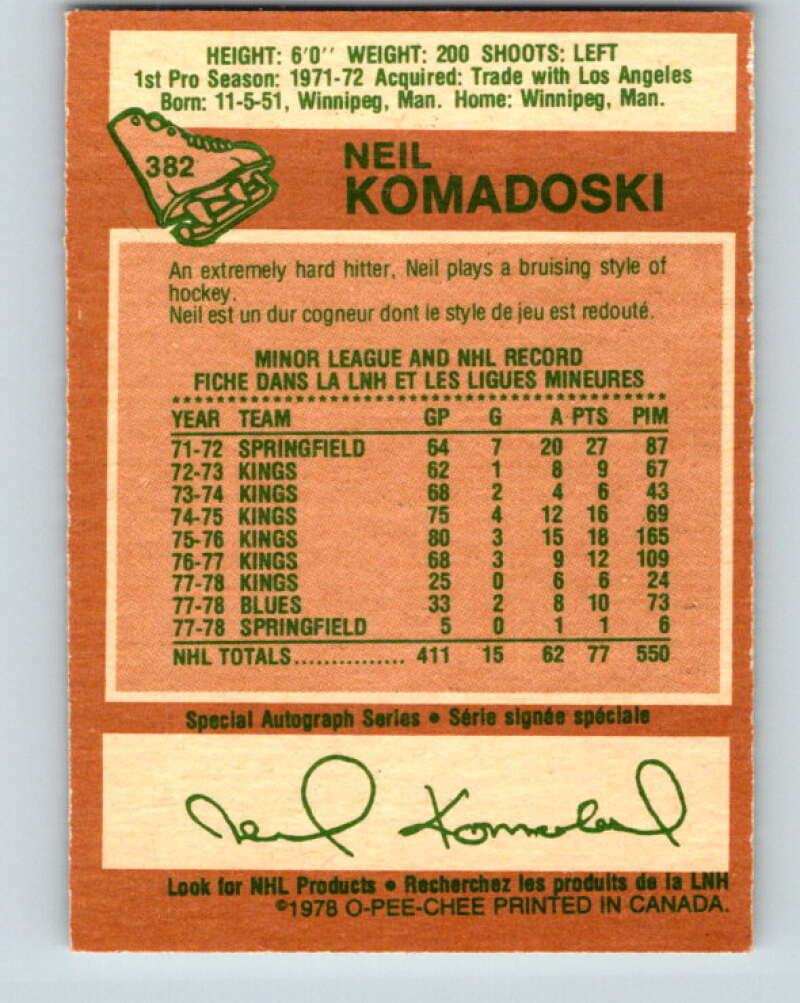 HEIGHT: 6'0'' WEIGHT: 200 SHOOTS: LEFT
1st Pro Season: 1971-72 Acquired: Trade with Los Angeles
Born: 11-5-51, Winnipeg, Man. Home: Winnipeg, Man.
382
NEIL
KOMADOSKI
An extremely hard hitter, Neil plays a bruising style of
hockey.
Neil est un dur cogneur dont le style de jeu est redouté.
MINOR LEAGUE AND NHL RECORD
FICHE DANS LA LNH ET LES LIGUES MINEURES
YEAR TEAM GP G A PTS PIM
71-72 SPRINGFIELD 64 7 20 27 87
72-73 KINGS 62 1 8 9 67
73-74 KINGS 68 2 4 6 43
74-75 KINGS 75 4 12 16 69
75-76 KINGS 80 3 15 18 165
76-77 KINGS 68 3 9 12 109
77-78 KINGS 25 0 6 6 24
77-78 BLUES 33 2 8 10 73
77-78 SPRINGFIELD 5 0 1 1 6
NHL TOTALS............... 411 15 62 77 550
Special Autograph Series • Série signée spéciale
Neil Komadoski
Look for NHL Products • Recherchez les produits de la LNH
©1978 O-PEE-CHEE PRINTED IN CANADA.